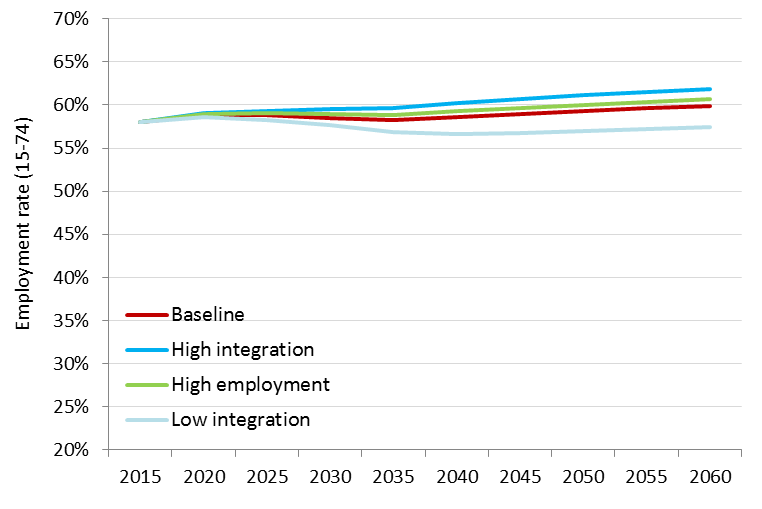 70%
65%
60%
55%
50%
45%
40%
35%
30%
25%
20%
Employment rate (15-74)
Baseline
High integration
High employment
Low integration
2015 2020 2025 2030 2035 2040 2045 2050 2055 2060